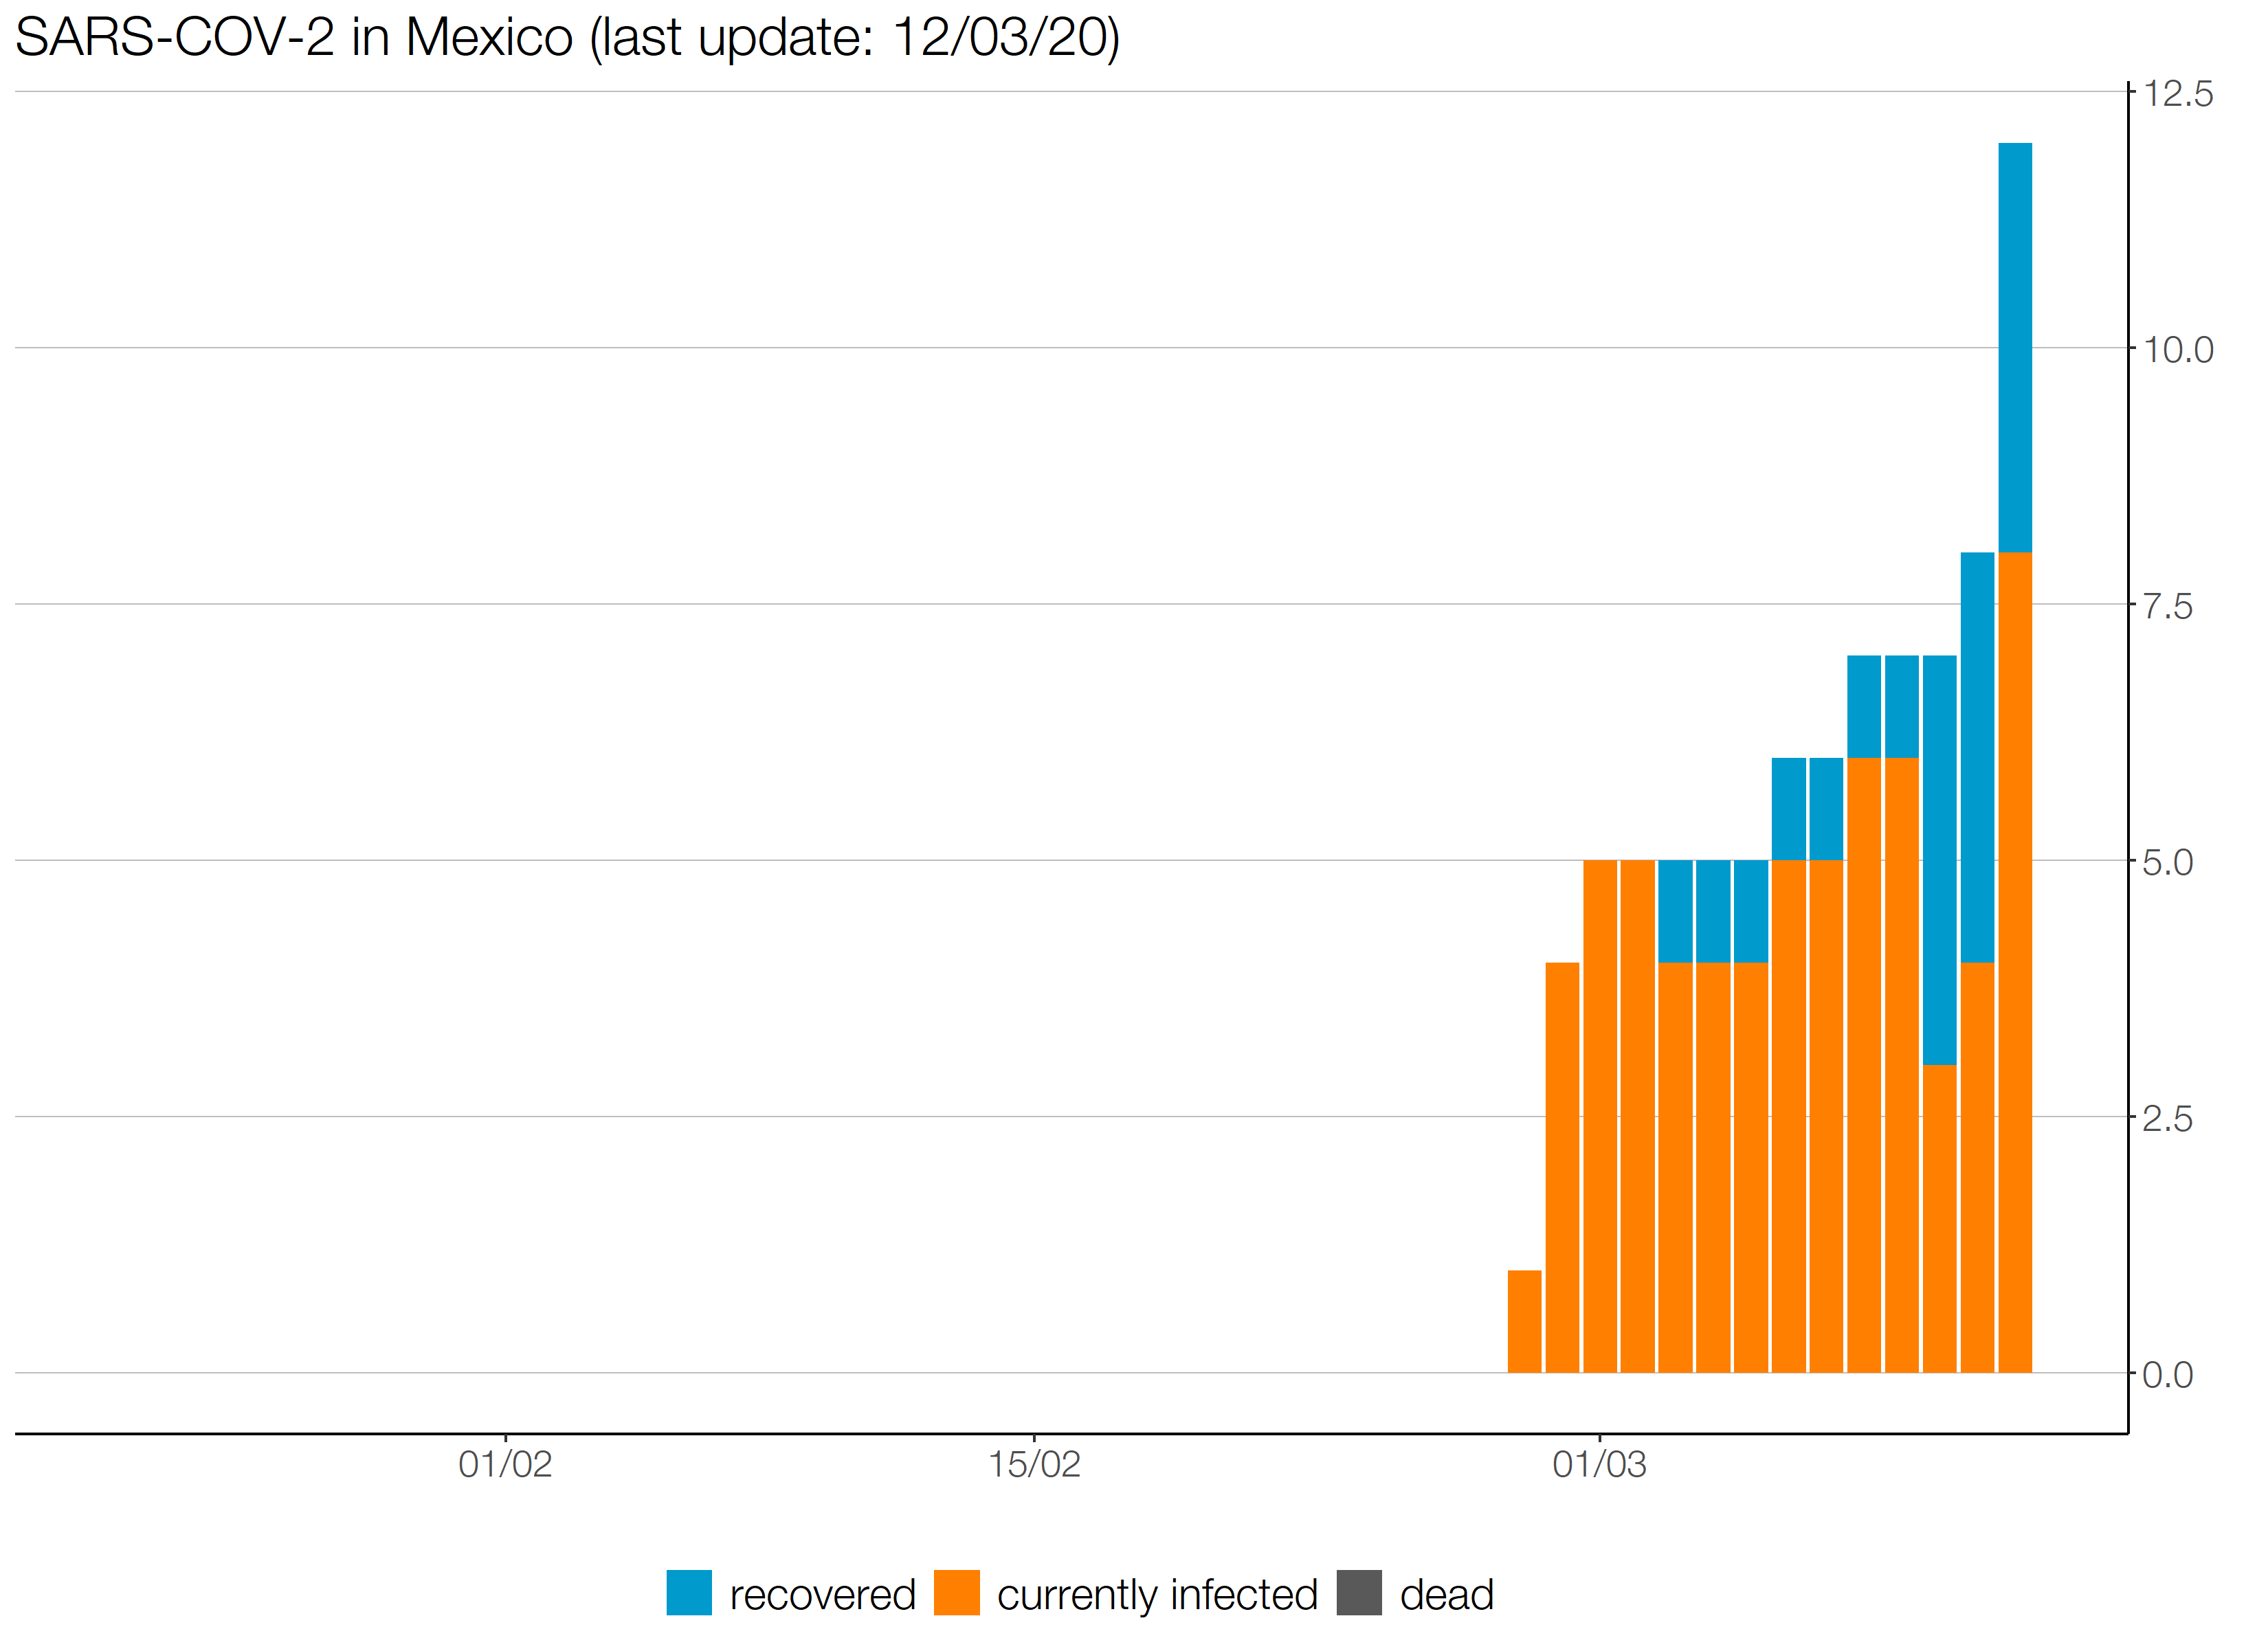 SARS-COV-2 in Mexico (last update: 12/03/20)
12.5
10.0
7.5
5.0
2.5
0.0
01/02 15/02 01/03
recovered currently infected dead